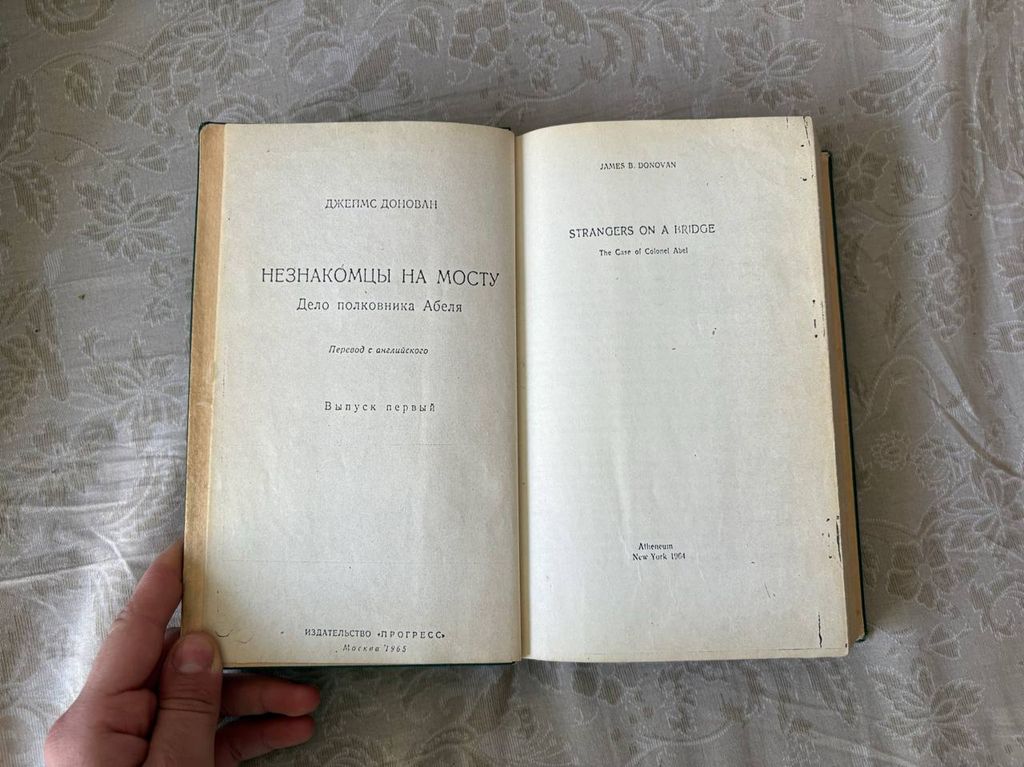 ДЖЕЙМС ДОНОВАН
НЕЗНАКОМЦЫ НА МОСТУ
Дело полковника Абеля
Перевод с английского
Выпуск первый
ИЗДАТЕЛЬСТВО «ПРОГРЕСС»
Москва 1965
JAMES B. DONOVAN
STRANGERS ON A BRIDGE
The Case of Colonel Abel
Atheneum
New York 1964